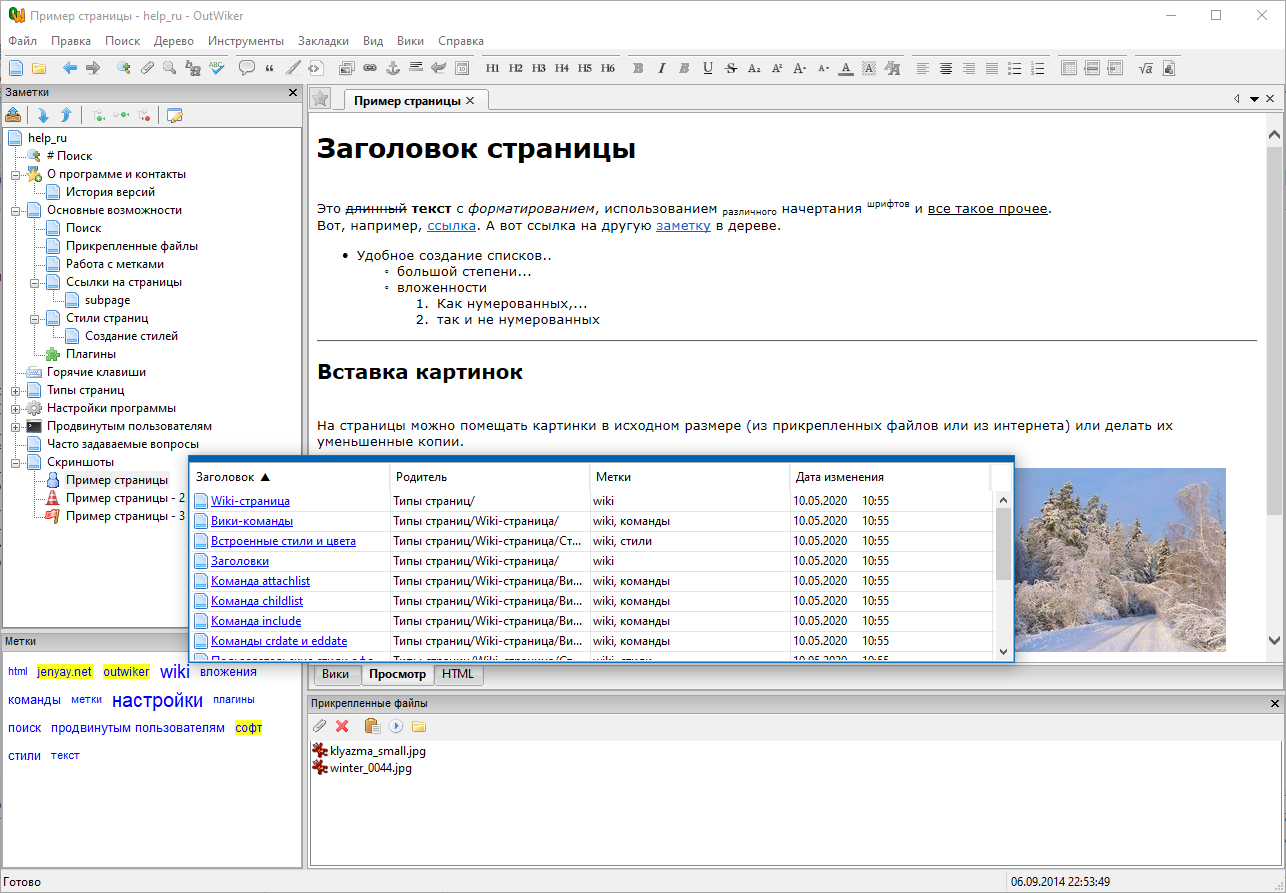 Пример страницы - help_ru - OutWiker
Файл Правка Поиск Дерево Инструменты Закладки Вид Вики Справка
H1 H2 H3 H4 H5 H6
Заметки
help_ru
# Поиск
О программе и контакты
История версий
Основные возможности
Поиск
Прикрепленные файлы
Работа с метками
Ссылки на страницы
subpage
Стили страниц
Создание стилей
Плагины
Горячие клавиши
Типы страниц
Настройки программы
Продвинутым пользователям
Часто задаваемые вопросы
Скриншоты
Пример страницы
Пример страницы - 2
Пример страницы - 3
Метки
html jenyay.net outwiker wiki вложения
команды метки настройки плагины
поиск продвинутым пользователям софт
стили текст
Пример страницы
Заголовок страницы
Это длинный текст с форматированием, использованием различного начертания шрифтов и все такое прочее.
Вот, например, ссылка. А вот ссылка на другую заметку в дереве.
• Удобное создание списков..
◦ большой степени...
◦ вложенности
1. Как нумерованных,...
2. так и не нумерованных
Вставка картинок
На страницы можно помещать картинки в исходном размере (из прикрепленных файлов или из интернета) или делать их
уменьшенные копии.
Заголовок ▲ Родитель Метки Дата изменения
Wiki-страница Типы страниц/ wiki 10.05.2020 10:55
Вики-команды Типы страниц/Wiki-страница/ wiki, команды 10.05.2020 10:55
Встроенные стили и цвета Типы страниц/Wiki-страница/Ст... wiki, стили 10.05.2020 10:55
Заголовки Типы страниц/Wiki-страница/ wiki 10.05.2020 10:55
Команда attachlist Типы страниц/Wiki-страница/Ви... wiki, команды 10.05.2020 10:55
Команда childlist Типы страниц/Wiki-страница/Ви... wiki, команды 10.05.2020 10:55
Команда include Типы страниц/Wiki-страница/Ви... wiki, команды 10.05.2020 10:55
Команды crdate и eddate Типы страниц/Wiki-страница/Ви... wiki, команды 10.05.2020 10:55
Типы страниц/Wiki-страница/Ст... wiki, стили 10.05.2020 10:55
Вики Просмотр HTML
Прикрепленные файлы
klyazma_small.jpg
winter_0044.jpg
Готово
06.09.2014 22:53:49